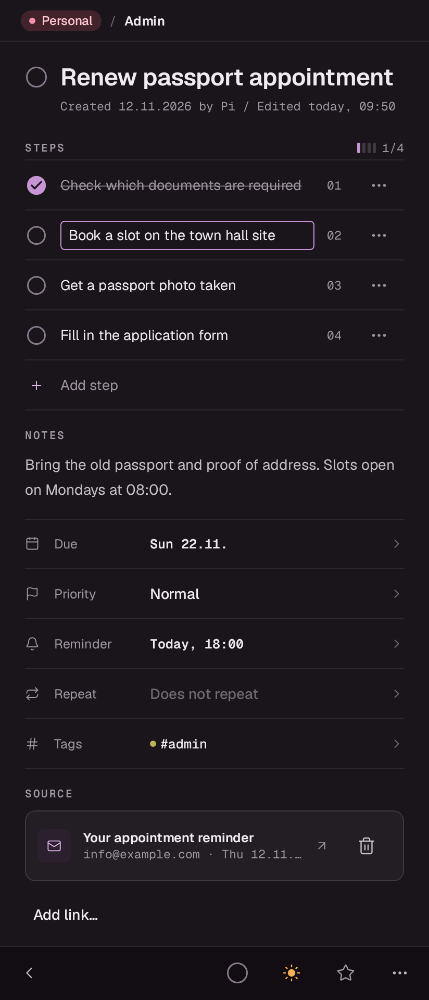 Personal / Admin
Renew passport appointment
Created 12.11.2026 by Pi / Edited today, 09:50
STEPS 1/4
Check which documents are required 01
Book a slot on the town hall site 02
Get a passport photo taken 03
Fill in the application form 04
Add step
NOTES
Bring the old passport and proof of address. Slots open
on Mondays at 08:00.
Due Sun 22.11.
Priority Normal
Reminder Today, 18:00
Repeat Does not repeat
Tags #admin
SOURCE
Your appointment reminder
info@example.com · Thu 12.11.…
Add link…